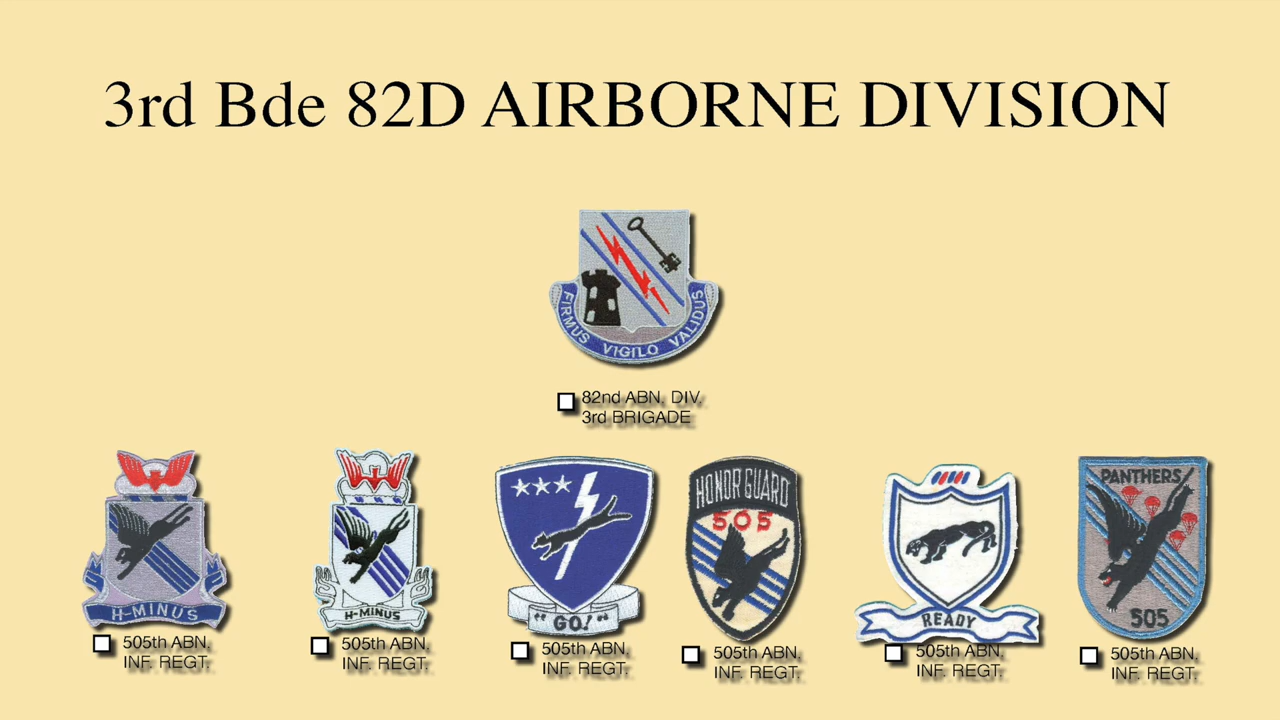 3rd Bde 82D AIRBORNE DIVISION
FIRMUS VIGILO VALIDUS
82nd ABN. DIV.
3rd BRIGADE
H-MINUS
505th ABN.
INF. REGT.
H-MINUS
505th ABN.
INF. REGT.
"GO!"
505th ABN.
INF. REGT.
HONOR GUARD
505
505th ABN.
INF. REGT.
READY
505th ABN.
INF. REGT.
PANTHERS
505
505th ABN.
INF. REGT.